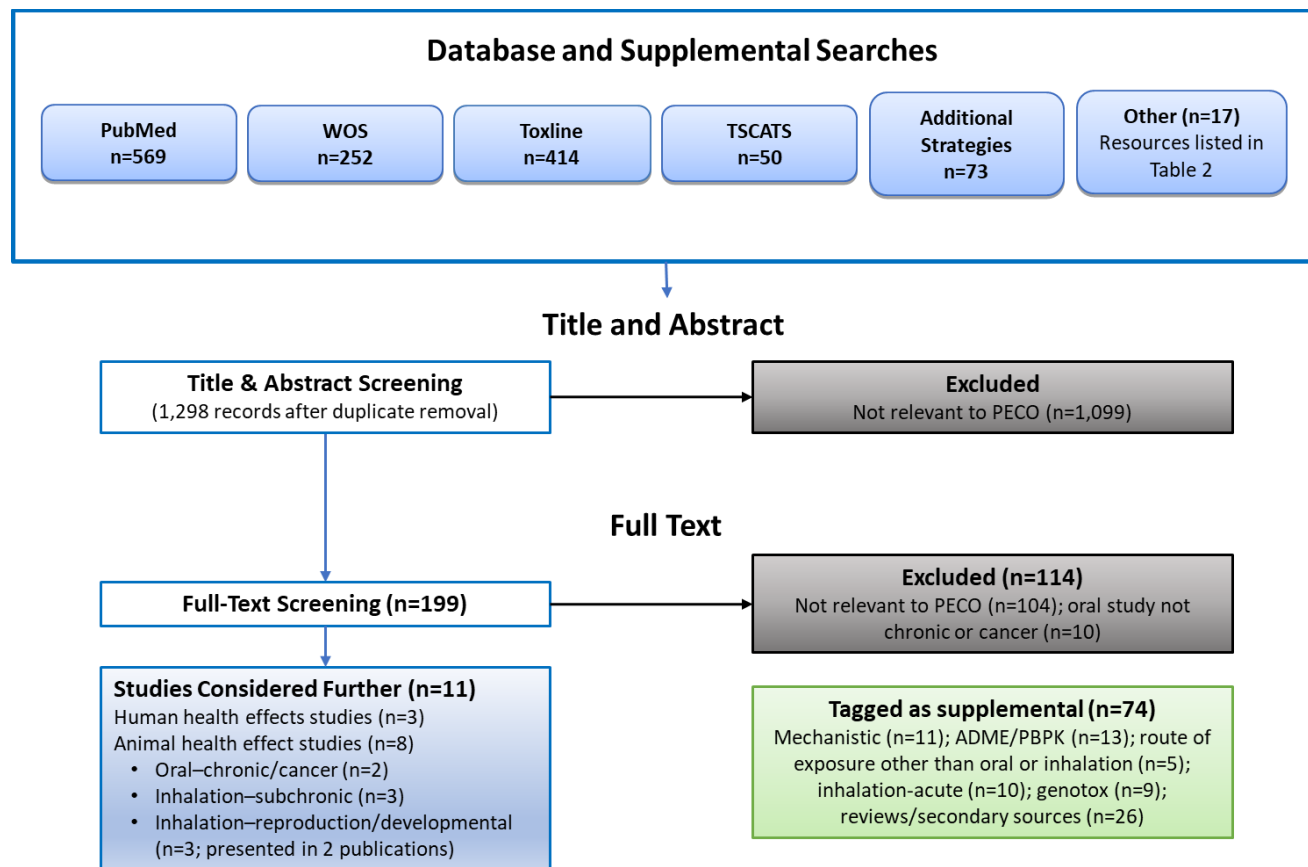 Database and Supplemental Searches
PubMed
n=569
WOS
n=252
Toxline
n=414
TSCATS
n=50
Additional
Strategies
n=73
Other (n=17)
Resources listed in
Table 2
Title and Abstract
Title & Abstract Screening
(1,298 records after duplicate removal)
Excluded
Not relevant to PECO (n=1,099)
Full Text
Full-Text Screening (n=199)
Excluded (n=114)
Not relevant to PECO (n=104); oral study not
chronic or cancer (n=10)
Studies Considered Further (n=11)
Human health effects studies (n=3)
Animal health effect studies (n=8)
• Oral–chronic/cancer (n=2)
• Inhalation–subchronic (n=3)
• Inhalation–reproduction/developmental
(n=3; presented in 2 publications)
Tagged as supplemental (n=74)
Mechanistic (n=11); ADME/PBPK (n=13); route of
exposure other than oral or inhalation (n=5);
inhalation-acute (n=10); genotox (n=9);
reviews/secondary sources (n=26)